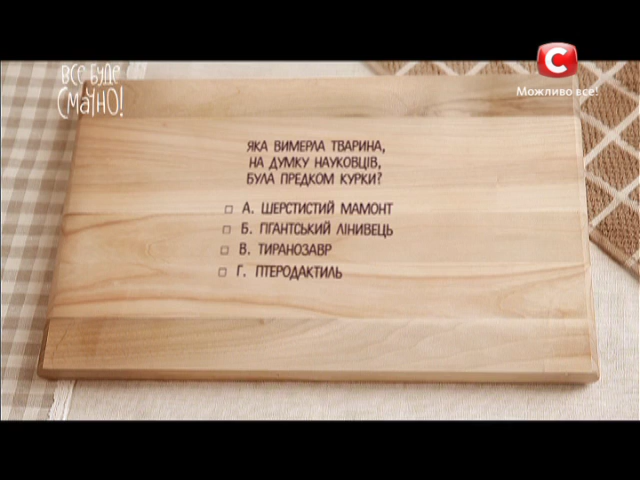 ВСЕ БУДЕ
СМАЧНО!
С
Можливо все!
ЯКА ВИМЕРЛА ТВАРИНА,
НА ДУМКУ НАУКОВЦІВ,
БУЛА ПРЕДКОМ КУРКИ?
А. ШЕРСТИСТИЙ МАМОНТ
Б. ГІГАНТСЬКИЙ ЛІНИВЕЦЬ
В. ТИРАНОЗАВР
Г. ПТЕРОДАКТИЛЬ